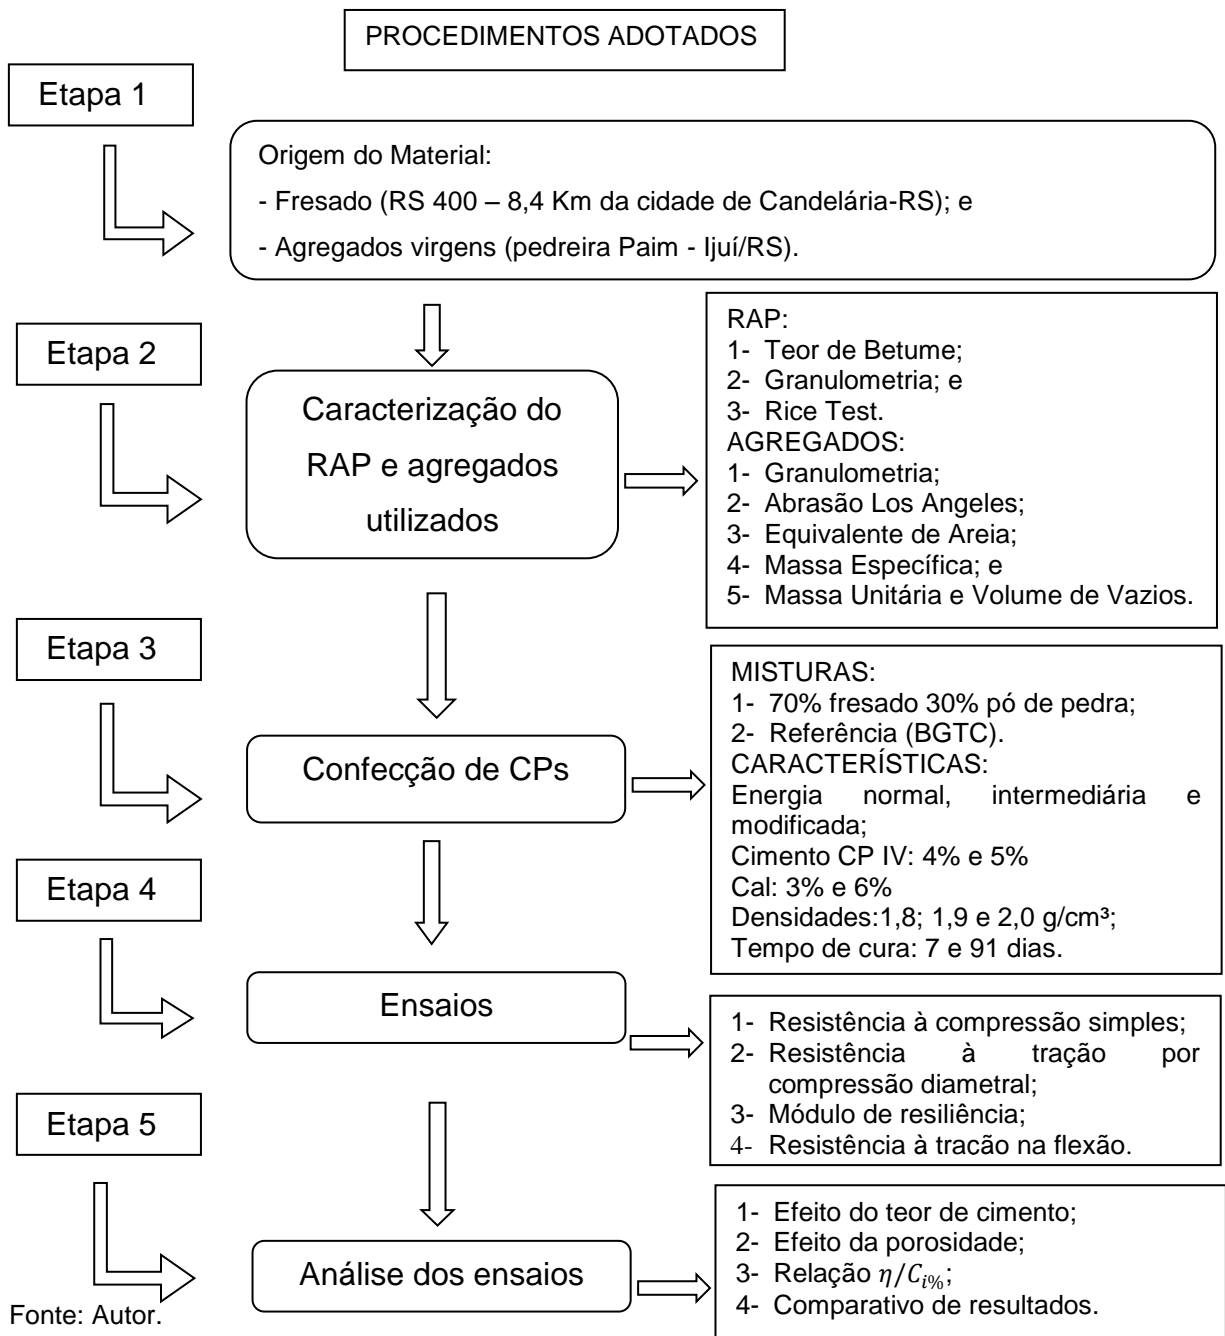 PROCEDIMENTOS ADOTADOS
Etapa 1
Origem do Material:
- Fresado (RS 400 – 8,4 Km da cidade de Candelária-RS); e
- Agregados virgens (pedreira Paim - Ijuí/RS).
Etapa 2
Caracterização do
RAP e agregados
utilizados
RAP:
1- Teor de Betume;
2- Granulometria; e
3- Rice Test.
AGREGADOS:
1- Granulometria;
2- Abrasão Los Angeles;
3- Equivalente de Areia;
4- Massa Específica; e
5- Massa Unitária e Volume de Vazios.
Etapa 3
Confecção de CPs
MISTURAS:
1- 70% fresado 30% pó de pedra;
2- Referência (BGTC).
CARACTERÍSTICAS:
Energia normal, intermediária e
modificada;
Cimento CP IV: 4% e 5%
Cal: 3% e 6%
Densidades:1,8; 1,9 e 2,0 g/cm³;
Tempo de cura: 7 e 91 dias.
Etapa 4
Ensaios
1- Resistência à compressão simples;
2- Resistência à tração por
compressão diametral;
3- Módulo de resiliência;
4- Resistência à tracão na flexão.
Etapa 5
Análise dos ensaios
1- Efeito do teor de cimento;
2- Efeito da porosidade;
3- Relação η/C_{i%};
4- Comparativo de resultados.
Fonte: Autor.